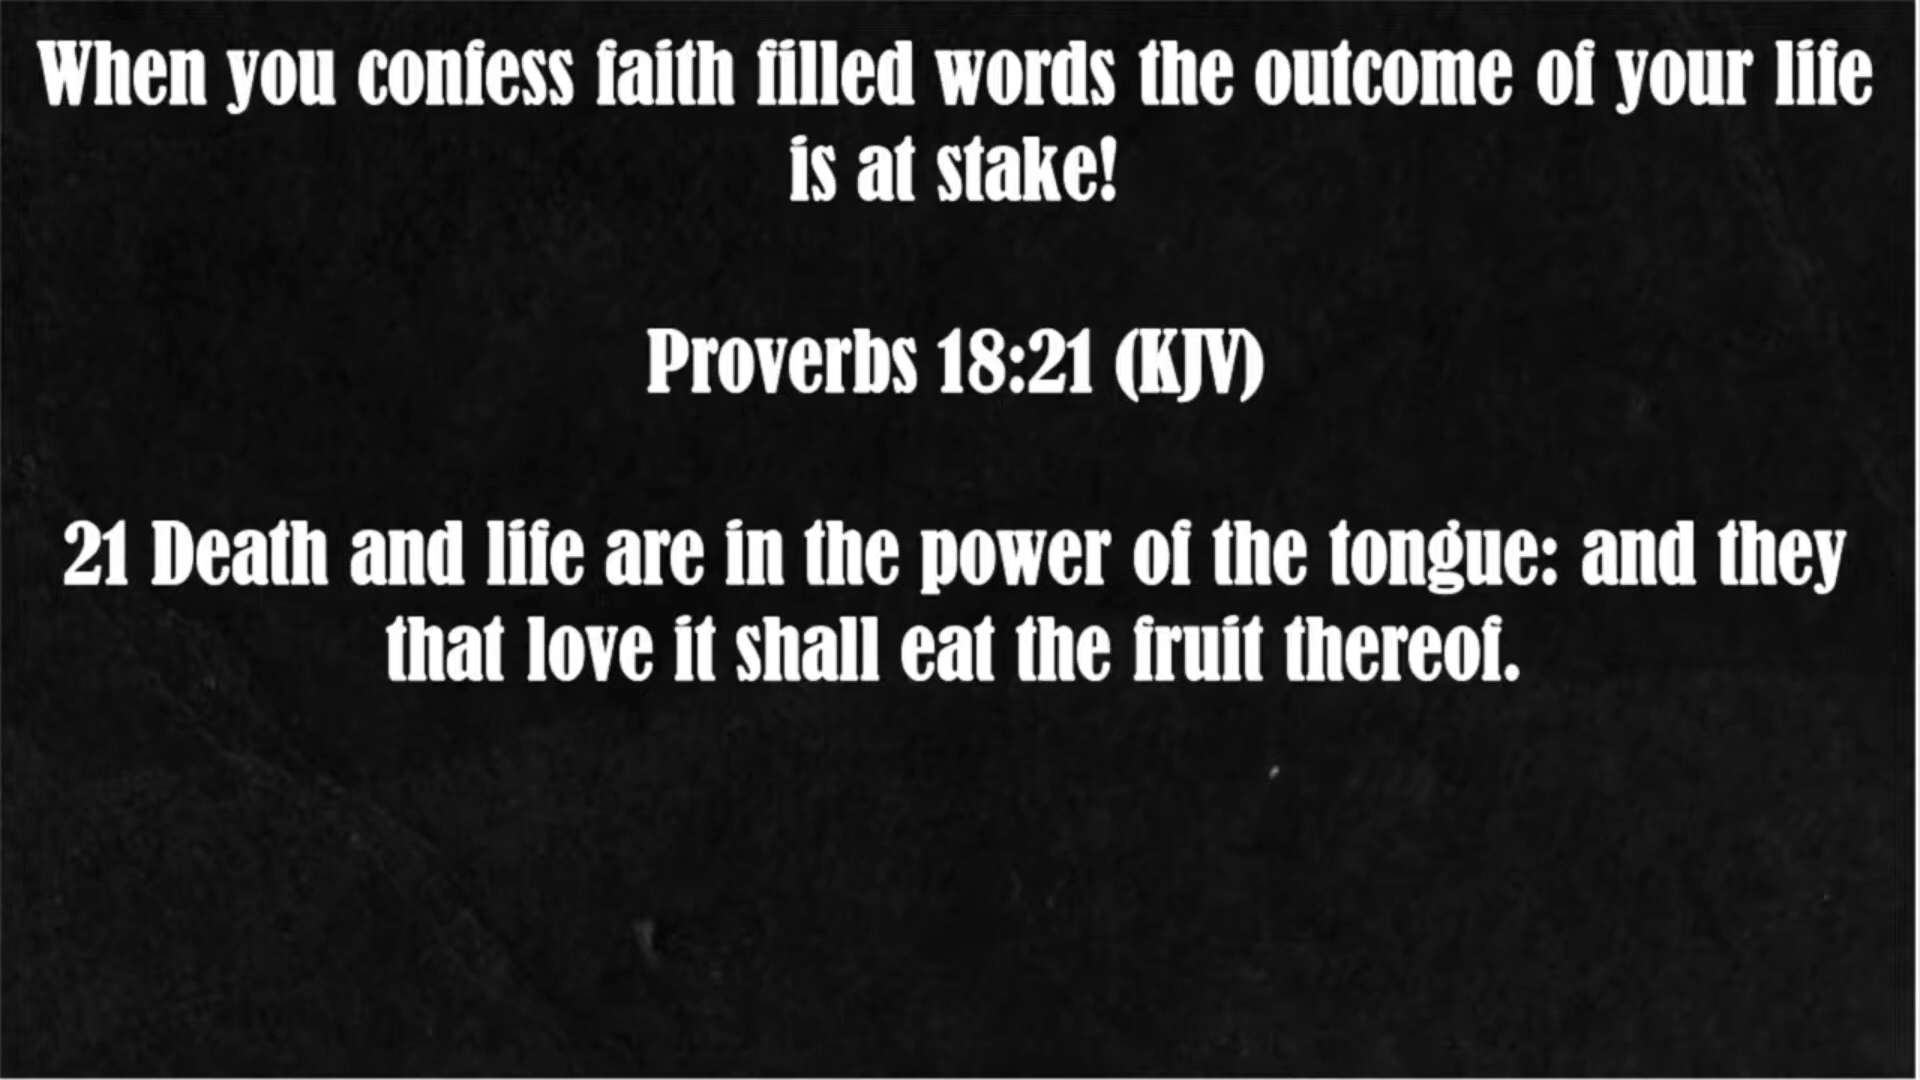 When you confess faith filled words the outcome of your life
is at stake!
Proverbs 18:21 (KJV)
21 Death and life are in the power of the tongue: and they
that love it shall eat the fruit thereof.